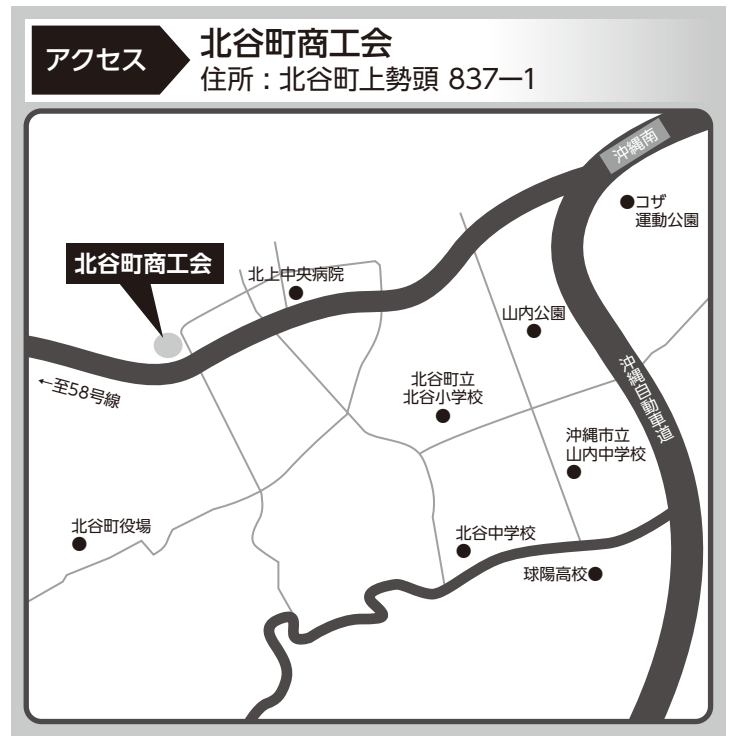 アクセス
北谷町商工会
住所：北谷町上勢頭 837ー1
沖縄南
コザ
運動公園
北谷町商工会
北上中央病院
山内公園
←至58号線
北谷町立
北谷小学校
沖縄自動車道
沖縄市立
山内中学校
北谷町役場
北谷中学校
球陽高校